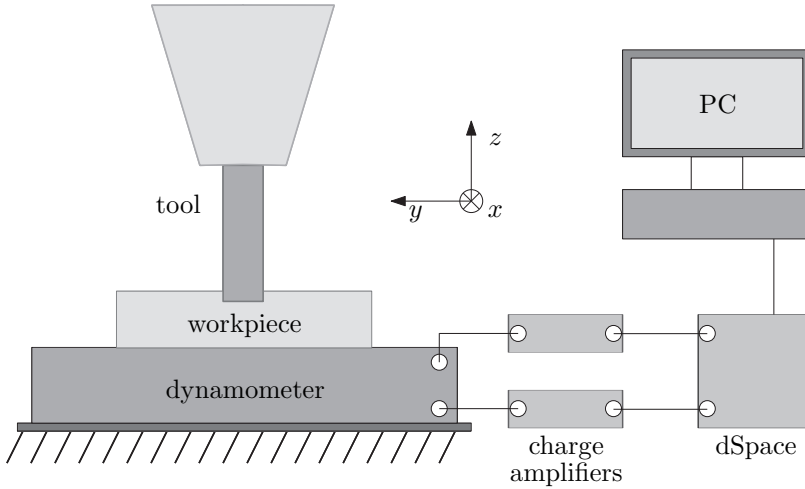 PC
z
tool
y
x
workpiece
dynamometer
charge
amplifiers
dSpace